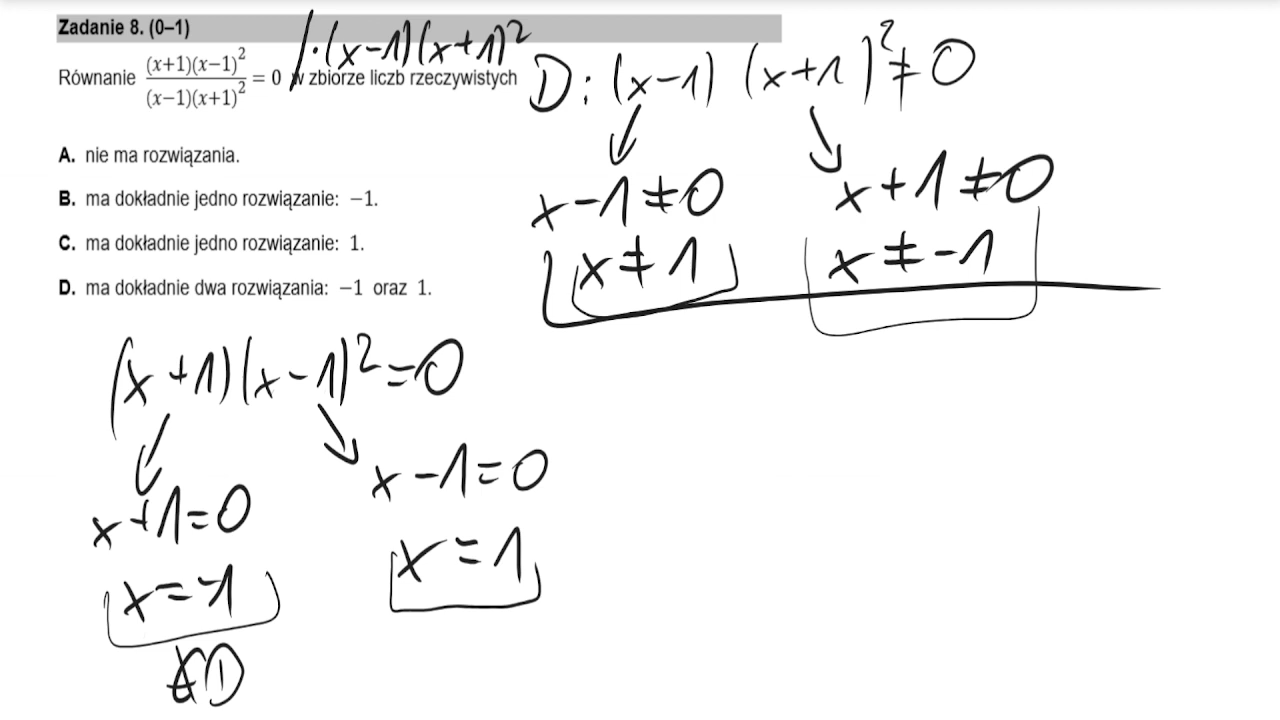 Zadanie 8. (0–1)
Równanie (x+1)(x−1)²/(x−1)(x+1)² = 0 w zbiorze liczb rzeczywistych /·(x−1)(x+1)²
A. nie ma rozwiązania.
B. ma dokładnie jedno rozwiązanie: −1.
C. ma dokładnie jedno rozwiązanie: 1.
D. ma dokładnie dwa rozwiązania: −1 oraz 1.
D: (x−1) (x+1)² ≠ 0
x−1≠0 x+1≠0
x≠1 x≠−1
(x+1)(x−1)²=0
x+1=0 x−1=0
x=−1 x=1
∉D